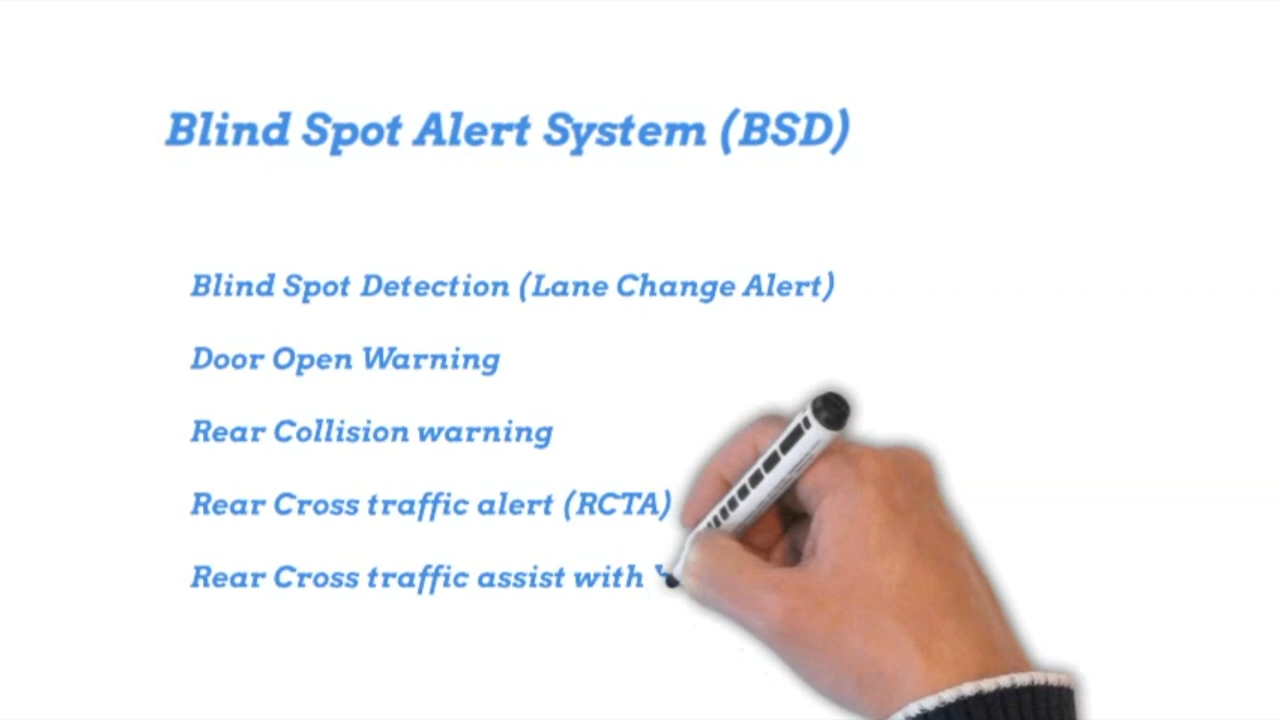 Blind Spot Alert System (BSD)
Blind Spot Detection (Lane Change Alert)
Door Open Warning
Rear Collision warning
Rear Cross traffic alert (RCTA)
Rear Cross traffic assist with